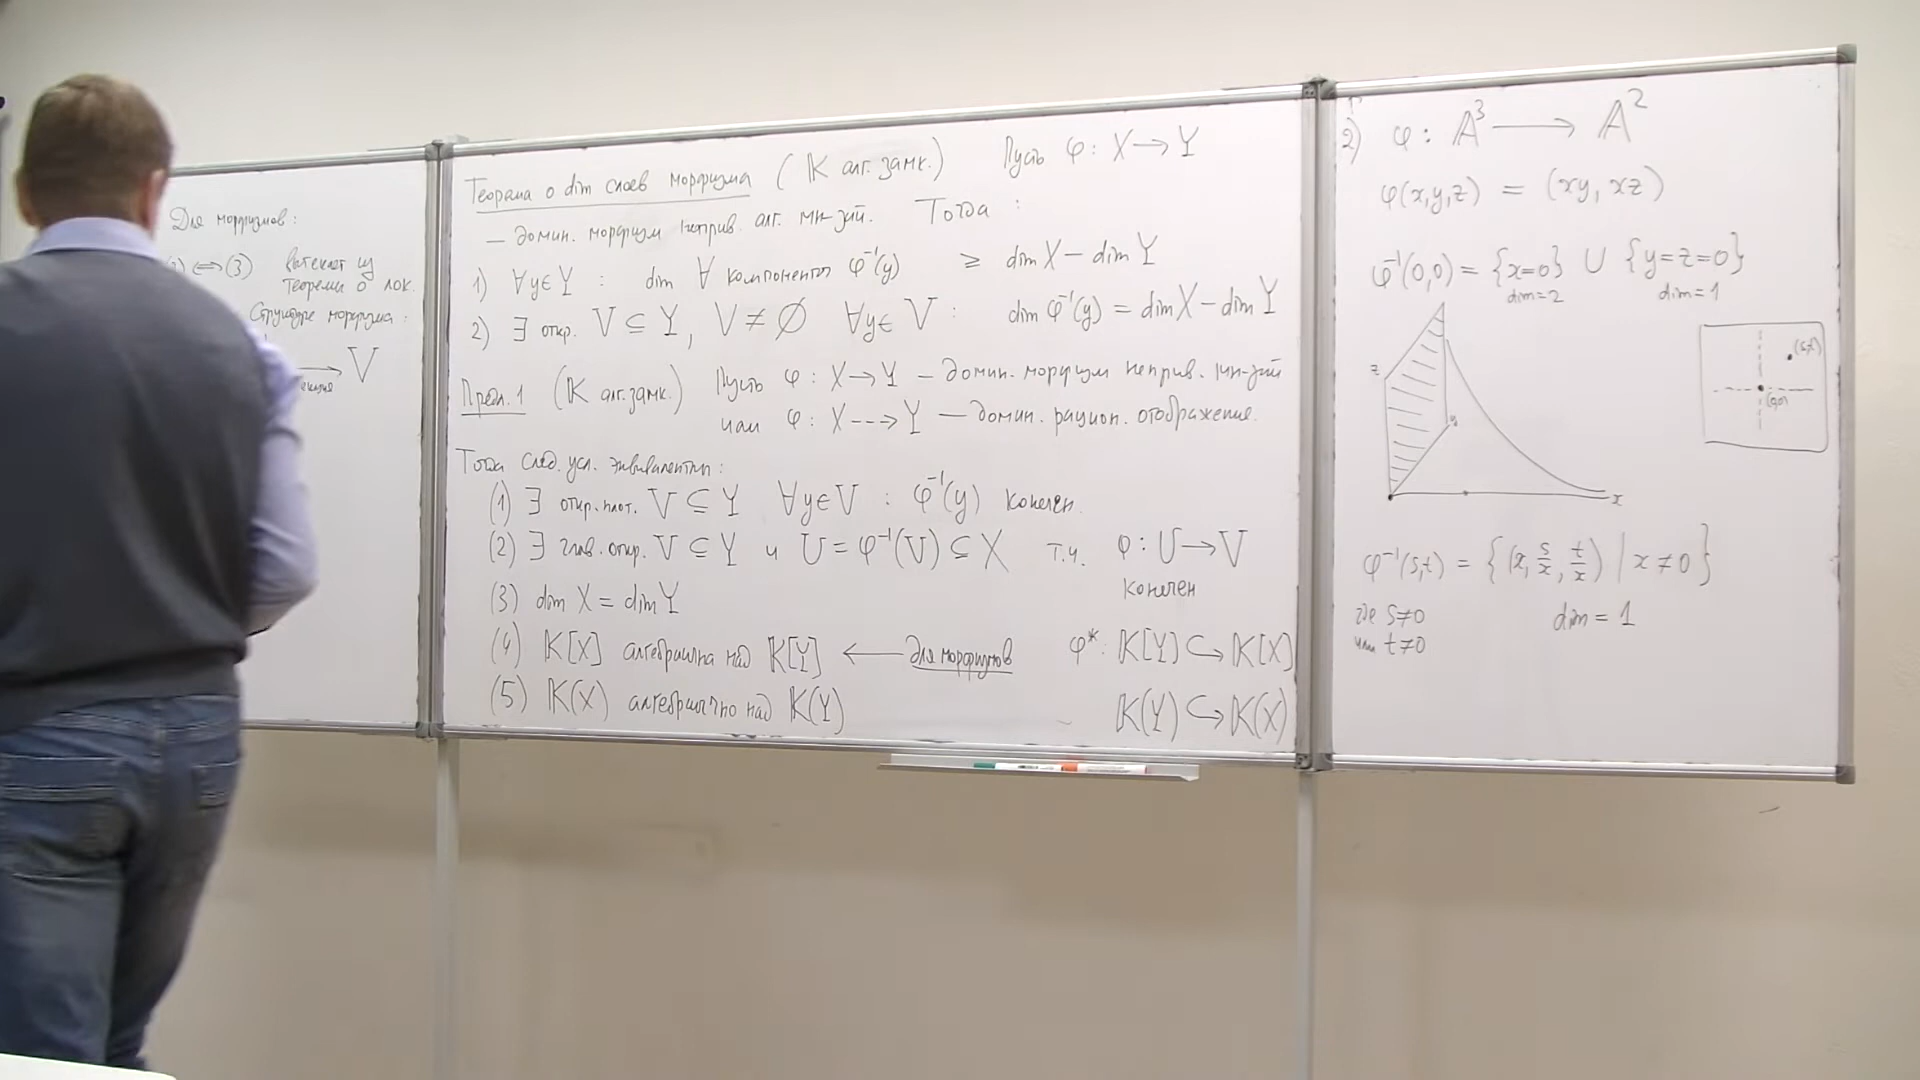 Для морфизмов:
(3) ⟺ (3) вытекает из
теоремы о лок.
структуре морфизма:
⟶ V
Теорема о dim слоев морфизма (𝕂 алг. замк.) Пусть φ: X → Y
— домин. морфизм неприв. алг. мн-зий. Тогда:
1) ∀y∈Y : dim ∀ компоненты φ⁻¹(y) ≥ dim X − dim Y
2) ∃ откр. V ⊆ Y, V ≠ ∅ ∀y∈V : dim φ⁻¹(y) = dim X − dim Y
Предл. 1 (𝕂 алг. замк.) Пусть φ: X → Y — домин. морфизм неприв. мн-зий
или φ: X ⇢ Y — домин. рацион. отображение.
Тогда след. усл. эквивалентны:
(1) ∃ откр. плот. V ⊆ Y ∀y∈V : φ⁻¹(y) конечен.
(2) ∃ глав. откр. V ⊆ Y и U = φ⁻¹(V) ⊆ X т.ч. φ: U → V
конечен
(3) dim X = dim Y
(4) 𝕂[X] алгебраична над 𝕂[Y] ⟵ для морфизмов φ*: 𝕂[Y] ↪ 𝕂[X]
(5) 𝕂(X) алгебраично над 𝕂(Y) 𝕂(Y) ↪ 𝕂(X)
2) φ: 𝔸³ ⟶ 𝔸²
φ(x,y,z) = (xy, xz)
φ⁻¹(0,0) = {x=0} ∪ {y=z=0}
dim=2 dim=1
z
y
x
(s,t)
(0,0)
φ⁻¹(s,t) = {(x, s/x, t/x) | x ≠ 0}
где s≠0 dim = 1
или t≠0